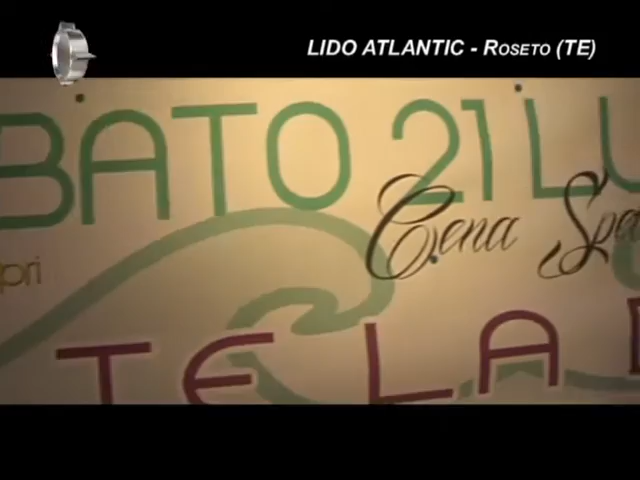 LIDO ATLANTIC - ROSETO (TE)
BATO 21 LU
Cena Spe
pri
TE LA